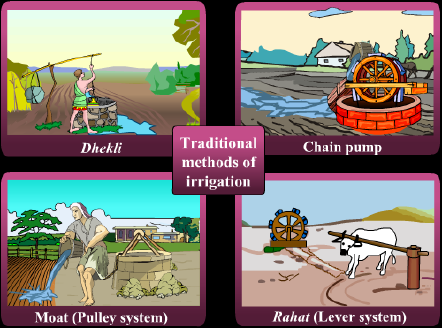 Dhekli
Chain pump
Traditional
methods of
irrigation
Moat (Pulley system)
Rahat (Lever system)